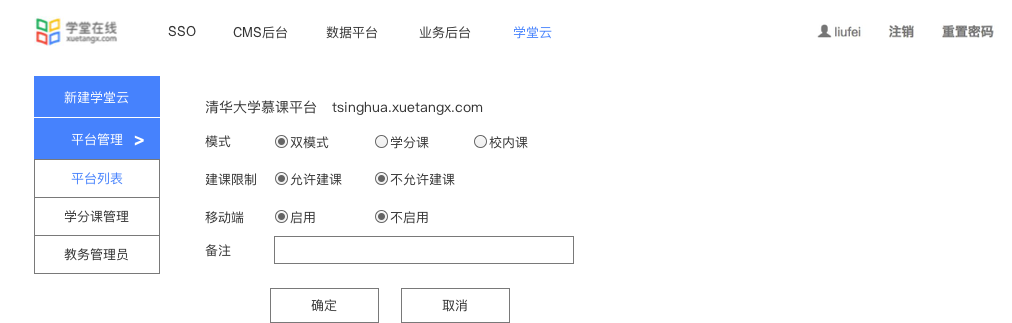 学堂在线 SSO CMS后台 数据平台 业务后台 学堂云 liufei 注销 重置密码
xuetangx.com
新建学堂云
清华大学慕课平台 tsinghua.xuetangx.com
平台管理 >
模式 双模式 学分课 校内课
平台列表
建课限制 允许建课 不允许建课
学分课管理
移动端 启用 不启用
教务管理员
备注
确定 取消